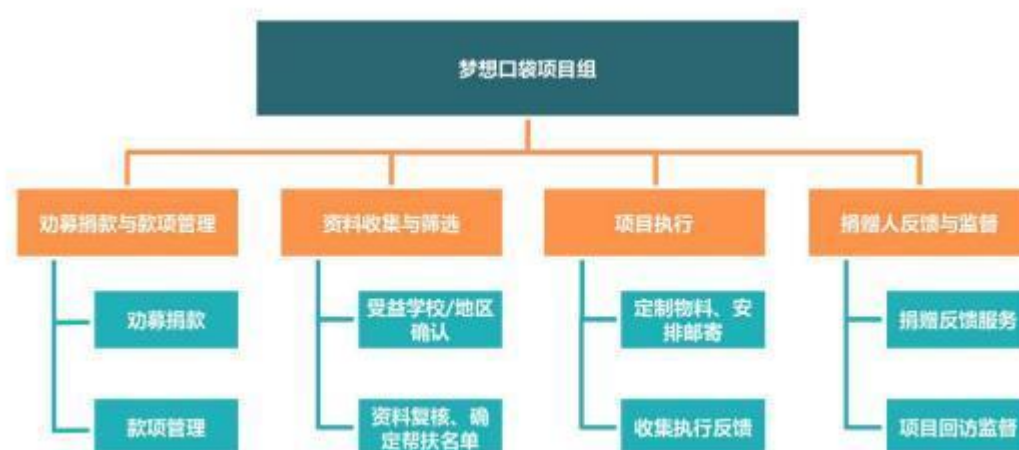 梦想口袋项目组
劝募捐款与款项管理
资料收集与筛选
项目执行
捐赠人反馈与监督
劝募捐款
受益学校/地区
确认
定制物料、安
排邮寄
捐赠反馈服务
款项管理
资料复核、确
定帮扶名单
收集执行反馈
项目回访监督